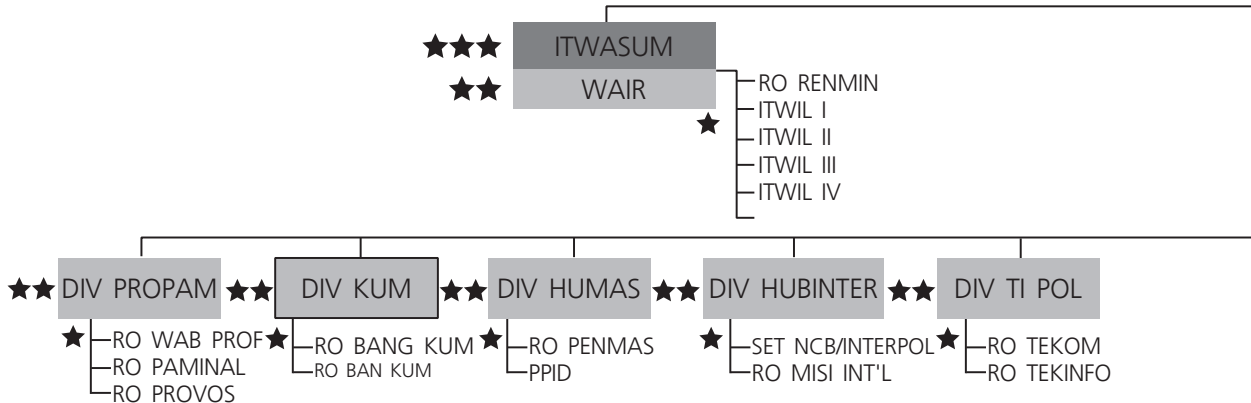 ITWASUM
WAIR
RO RENMIN
ITWIL I
ITWIL II
ITWIL III
ITWIL IV
DIV PROPAM
RO WAB PROF
RO PAMINAL
RO PROVOS
DIV KUM
RO BANG KUM
RO BAN KUM
DIV HUMAS
RO PENMAS
PPID
DIV HUBINTER
SET NCB/INTERPOL
RO MISI INT'L
DIV TI POL
RO TEKOM
RO TEKINFO